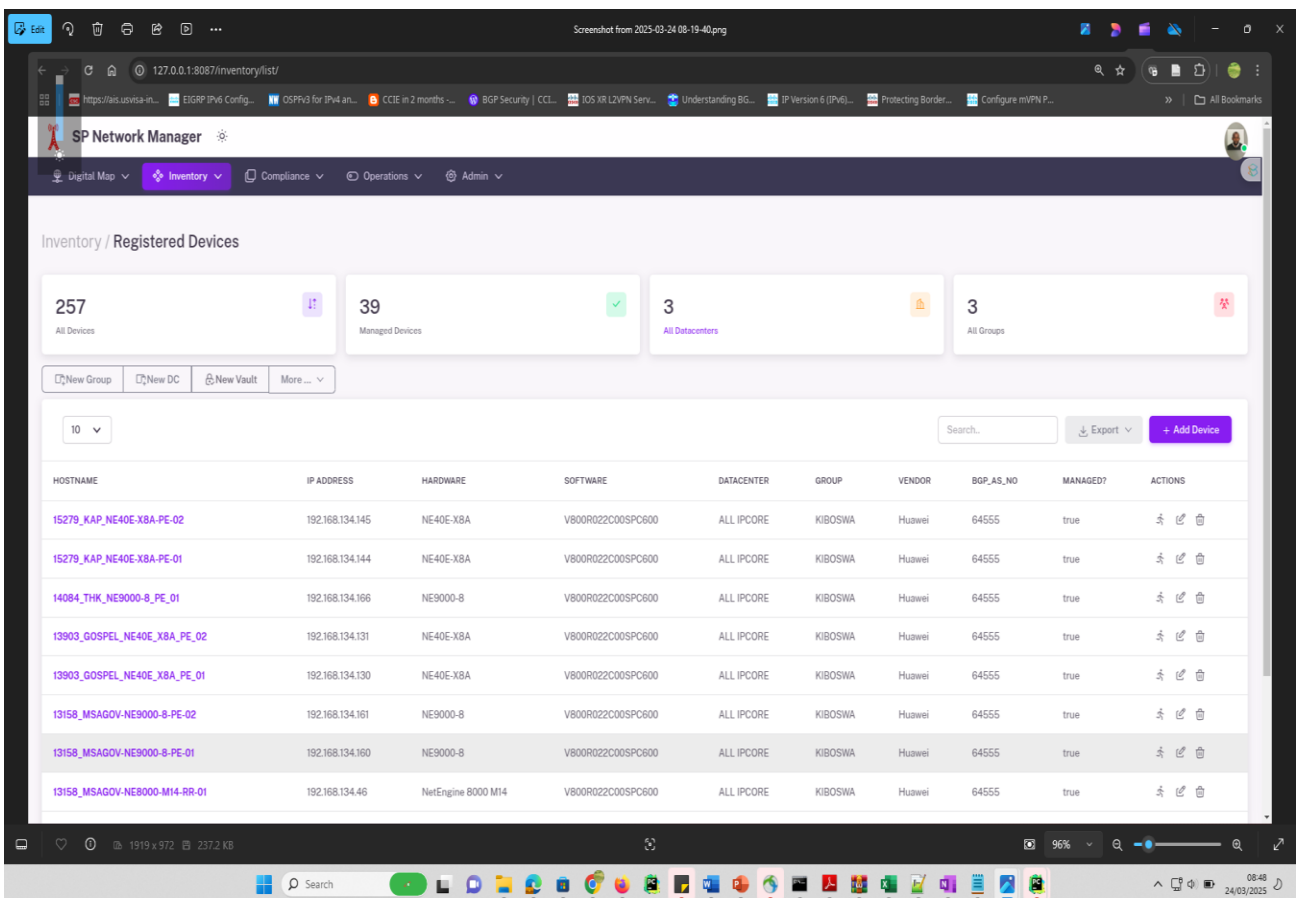 Edit
Screenshot from 2025-03-24 08-19-40.png
127.0.0.1:8087/inventory/list/
https://ais.usvisa-in... EIGRP IPv6 Config... OSPFv3 for IPv4 an... CCIE in 2 months -... BGP Security | CCI... IOS XR L2VPN Serv... Understanding BG... IP Version 6 (IPv6)... Protecting Border... Configure mVPN P... » All Bookmarks
SP Network Manager
Digital Map Inventory Compliance Operations Admin
Inventory / Registered Devices
257 39 3 3
All Devices Managed Devices All Datacenters All Groups
New Group New DC New Vault More ...
10 Search.. Export + Add Device
HOSTNAME IP ADDRESS HARDWARE SOFTWARE DATACENTER GROUP VENDOR BGP_AS_NO MANAGED? ACTIONS
15279_KAP_NE40E-X8A-PE-02 192.168.134.145 NE40E-X8A V800R022C00SPC600 ALL IPCORE KIBOSWA Huawei 64555 true
15279_KAP_NE40E-X8A-PE-01 192.168.134.144 NE40E-X8A V800R022C00SPC600 ALL IPCORE KIBOSWA Huawei 64555 true
14084_THK_NE9000-8_PE_01 192.168.134.166 NE9000-8 V800R022C00SPC600 ALL IPCORE KIBOSWA Huawei 64555 true
13903_GOSPEL_NE40E_X8A_PE_02 192.168.134.131 NE40E-X8A V800R022C00SPC600 ALL IPCORE KIBOSWA Huawei 64555 true
13903_GOSPEL_NE40E_X8A_PE_01 192.168.134.130 NE40E-X8A V800R022C00SPC600 ALL IPCORE KIBOSWA Huawei 64555 true
13158_MSAGOV-NE9000-8-PE-02 192.168.134.161 NE9000-8 V800R022C00SPC600 ALL IPCORE KIBOSWA Huawei 64555 true
13158_MSAGOV-NE9000-8-PE-01 192.168.134.160 NE9000-8 V800R022C00SPC600 ALL IPCORE KIBOSWA Huawei 64555 true
13158_MSAGOV-NE8000-M14-RR-01 192.168.134.46 NetEngine 8000 M14 V800R022C00SPC600 ALL IPCORE KIBOSWA Huawei 64555 true
1919 x 972 237.2 KB 96%
Search 08:48
24/03/2025